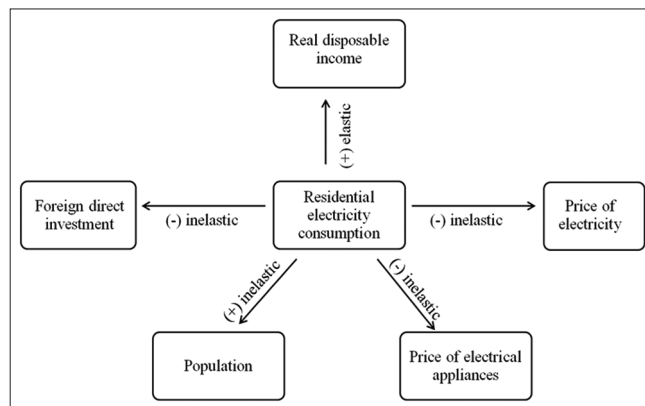 Real disposable
income
(+) elastic
Foreign direct
investment
(-) inelastic
Residential
electricity
consumption
(-) inelastic
Price of
electricity
(+) inelastic
(-) inelastic
Population
Price of electrical
appliances